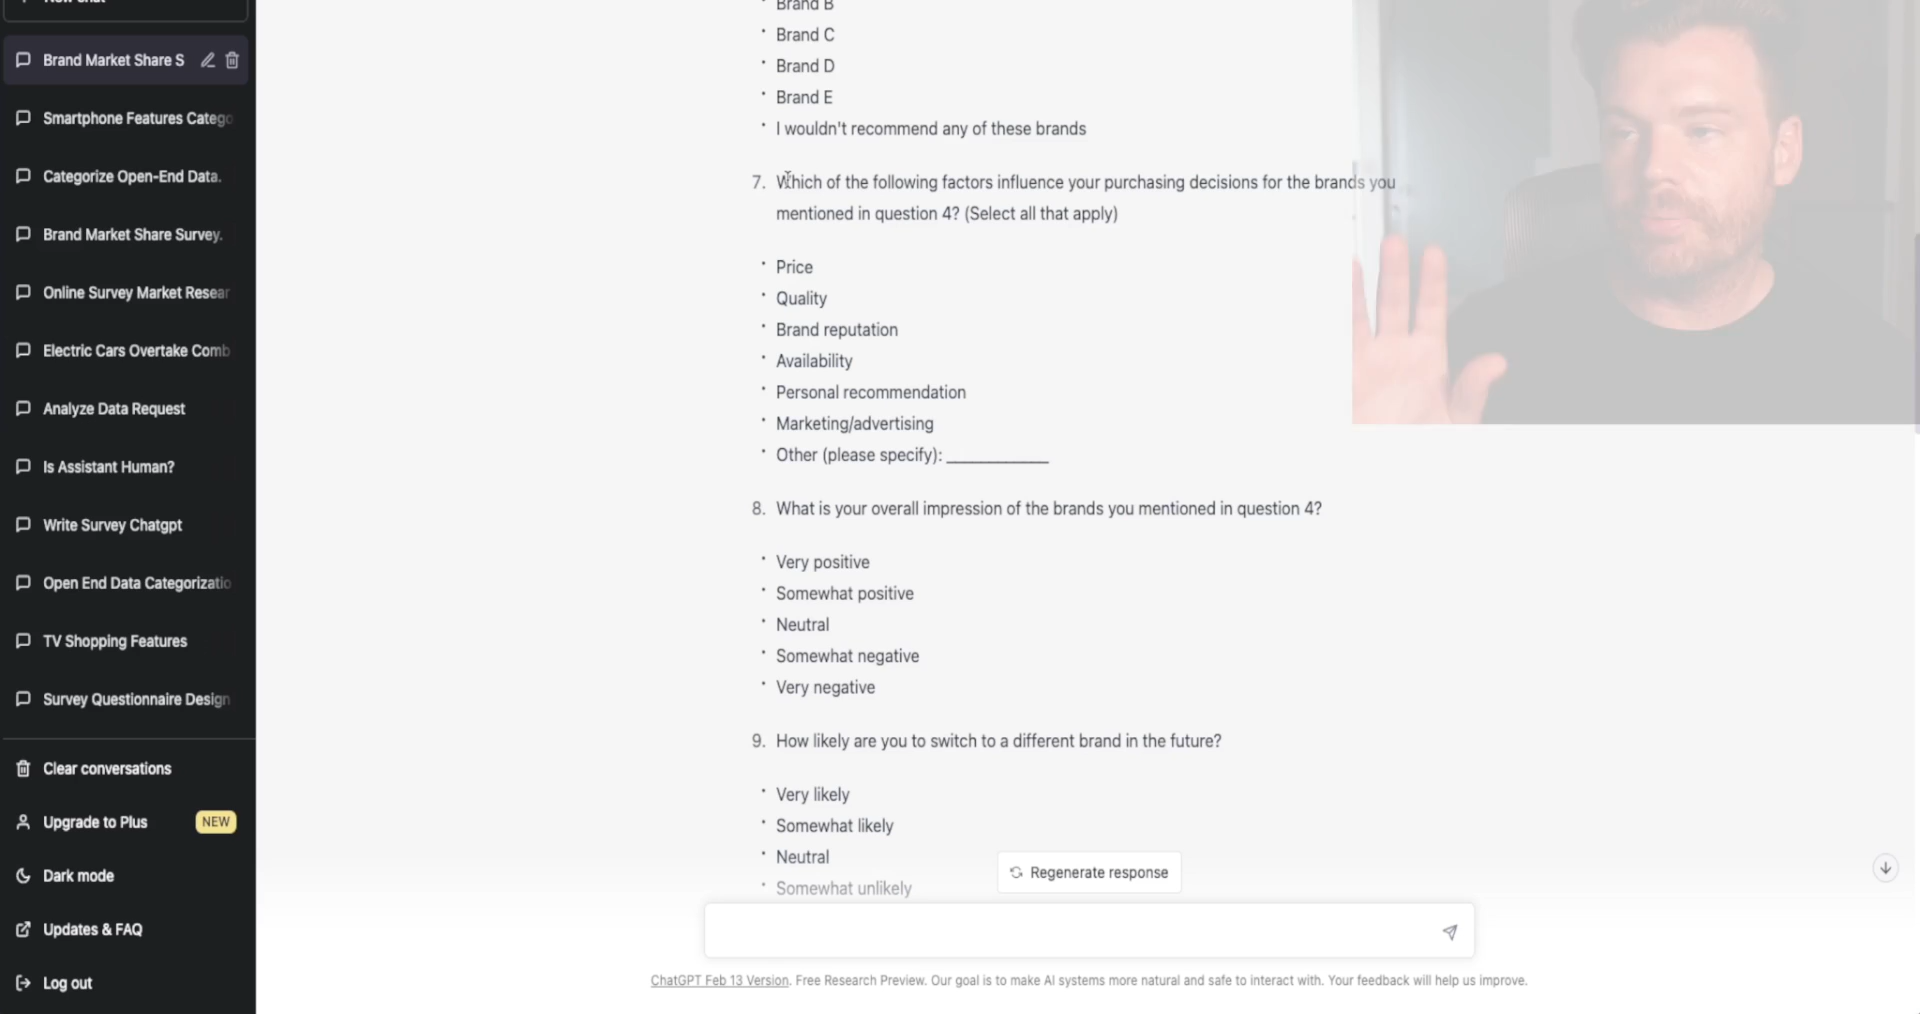 New chat
Brand Market Share S
Smartphone Features Catego
Categorize Open-End Data.
Brand Market Share Survey.
Online Survey Market Resear
Electric Cars Overtake Comb
Analyze Data Request
Is Assistant Human?
Write Survey Chatgpt
Open End Data Categorizatio
TV Shopping Features
Survey Questionnaire Design
Clear conversations
Upgrade to Plus NEW
Dark mode
Updates & FAQ
Log out
Brand B
Brand C
Brand D
Brand E
I wouldn't recommend any of these brands
7. Which of the following factors influence your purchasing decisions for the brands you
mentioned in question 4? (Select all that apply)
Price
Quality
Brand reputation
Availability
Personal recommendation
Marketing/advertising
Other (please specify): ____________
8. What is your overall impression of the brands you mentioned in question 4?
Very positive
Somewhat positive
Neutral
Somewhat negative
Very negative
9. How likely are you to switch to a different brand in the future?
Very likely
Somewhat likely
Neutral
Somewhat unlikely
Regenerate response
ChatGPT Feb 13 Version. Free Research Preview. Our goal is to make AI systems more natural and safe to interact with. Your feedback will help us improve.